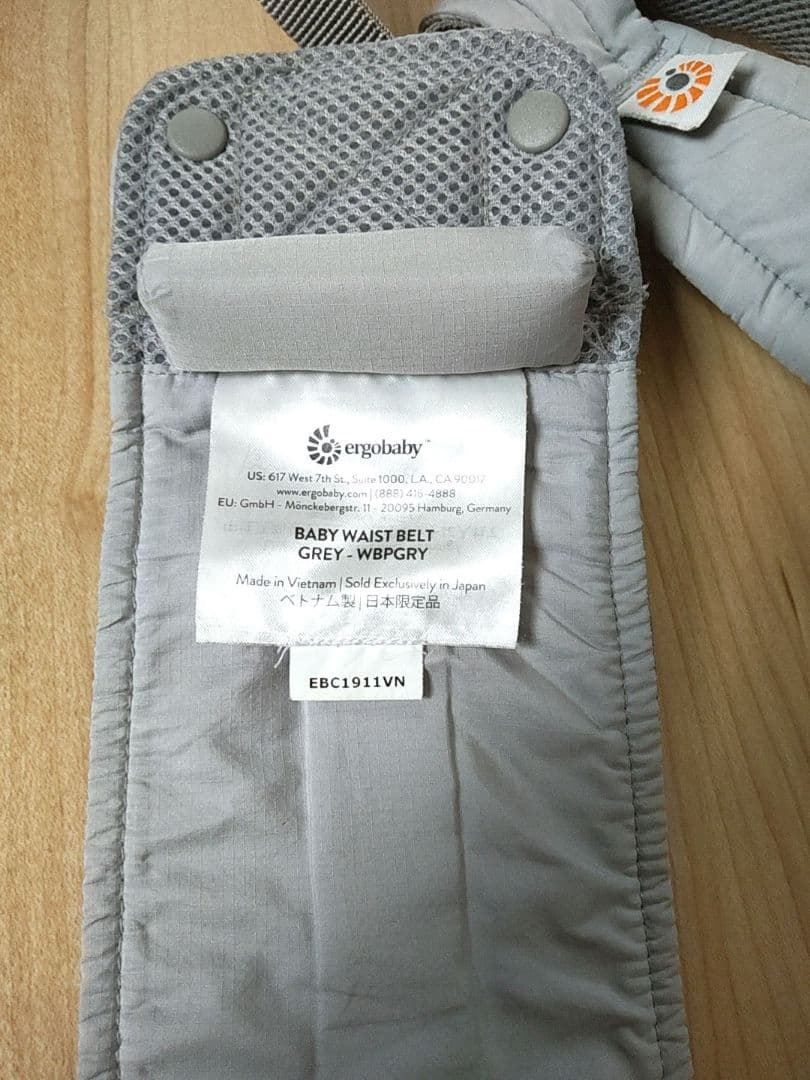 ergobaby™
US: 617 West 7th St., Suite 1000, L.A., CA 90017
www.ergobaby.com | (888) 416-4888
EU: GmbH - Mönckebergstr. 11 - 20095 Hamburg, Germany
BABY WAIST BELT
GREY - WBPGRY
Made in Vietnam | Sold Exclusively in Japan
ベトナム製 | 日本限定品
EBC1911VN